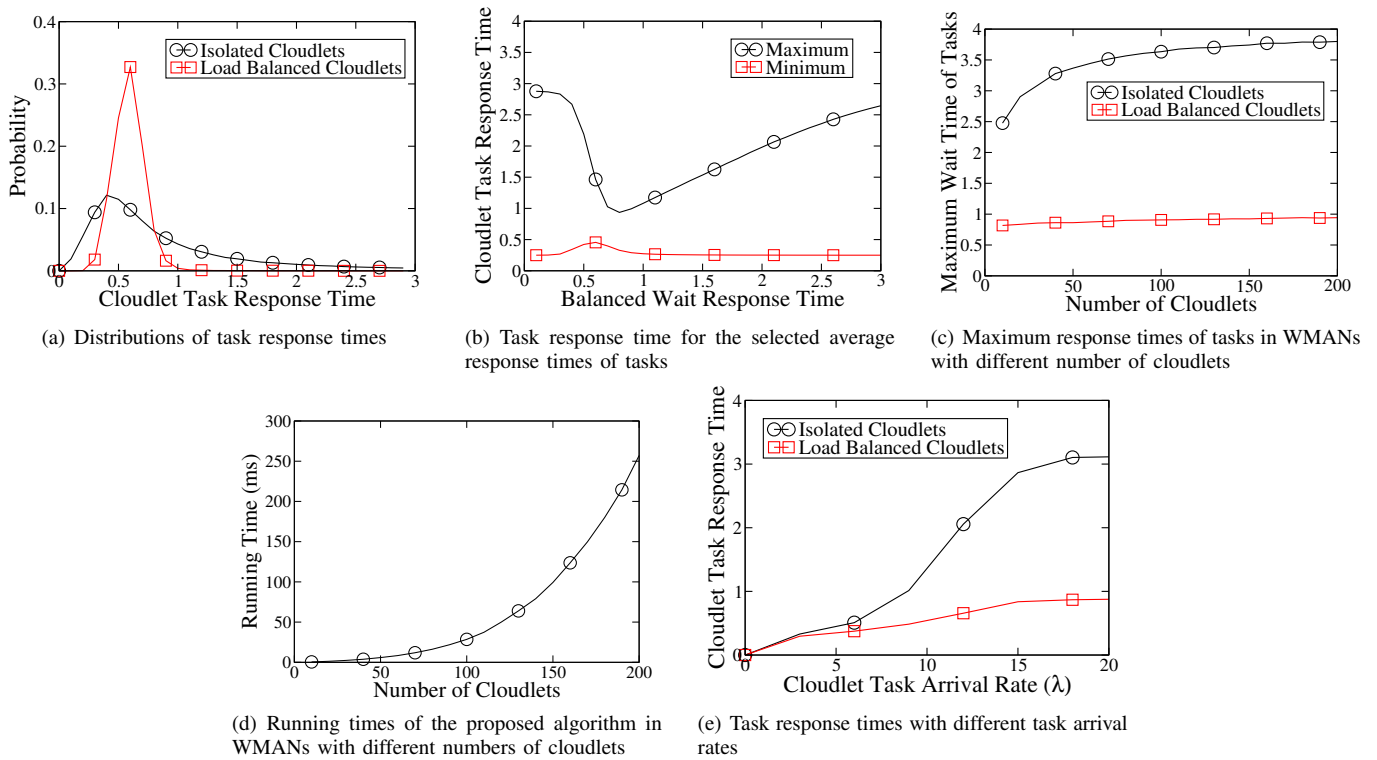 0.4
0.3
0.2
0.1
0
Probability
Isolated Cloudlets
Load Balanced Cloudlets
0 0.5 1 1.5 2 2.5 3
Cloudlet Task Response Time
(a) Distributions of task response times
4
3.5
3
2.5
2
1.5
1
0.5
0
Cloudlet Task Response Time
Maximum
Minimum
0 0.5 1 1.5 2 2.5 3
Balanced Wait Response Time
(b) Task response time for the selected average
response times of tasks
4
3.5
3
2.5
2
1.5
1
0.5
0
Maximum Wait Time of Tasks
Isolated Cloudlets
Load Balanced Cloudlets
0 50 100 150 200
Number of Cloudlets
(c) Maximum response times of tasks in WMANs
with different number of cloudlets
300
250
200
150
100
50
0
Running Time (ms)
0 50 100 150 200
Number of Cloudlets
(d) Running times of the proposed algorithm in
WMANs with different numbers of cloudlets
4
3
2
1
0
Cloudlet Task Response Time
Isolated Cloudlets
Load Balanced Cloudlets
0 5 10 15 20
Cloudlet Task Arrival Rate (λ)
(e) Task response times with different task arrival
rates